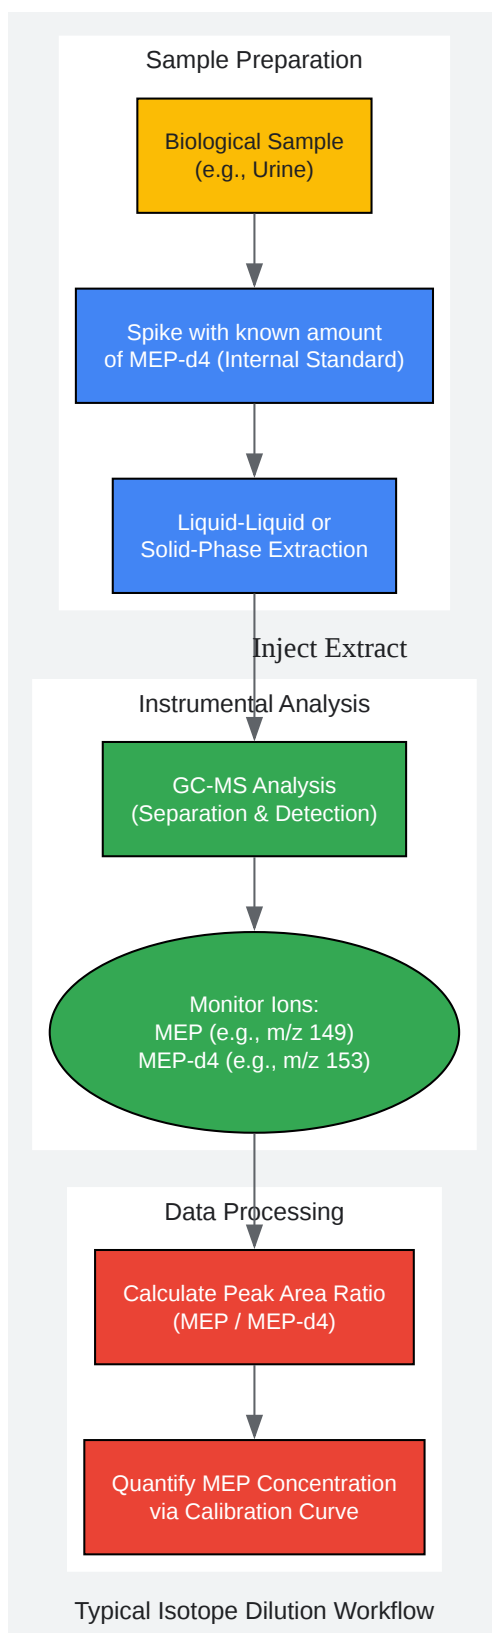 Sample Preparation
Biological Sample
(e.g., Urine)
Spike with known amount
of MEP-d4 (Internal Standard)
Liquid-Liquid or
Solid-Phase Extraction
Inject Extract
Instrumental Analysis
GC-MS Analysis
(Separation & Detection)
Monitor Ions:
MEP (e.g., m/z 149)
MEP-d4 (e.g., m/z 153)
Data Processing
Calculate Peak Area Ratio
(MEP / MEP-d4)
Quantify MEP Concentration
via Calibration Curve
Typical Isotope Dilution Workflow